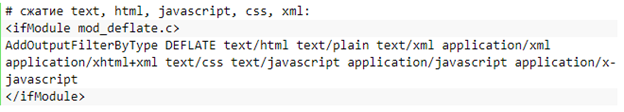 # сжатие text, html, javascript, css, xml:
<ifModule mod_deflate.c>
AddOutputFilterByType DEFLATE text/html text/plain text/xml application/xml
application/xhtml+xml text/css text/javascript application/javascript application/x-
javascript
</ifModule>